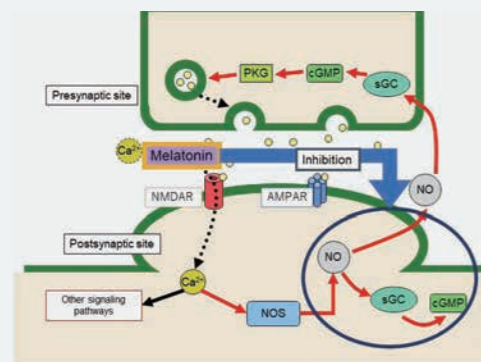 PKG
cGMP
sGC
Presynaptic site
Ca²⁺
Melatonin
Inhibition
NMDAR
AMPAR
NO
Postsynaptic site
NO
Ca²⁺
Other signaling
pathways
NOS
sGC
cGMP